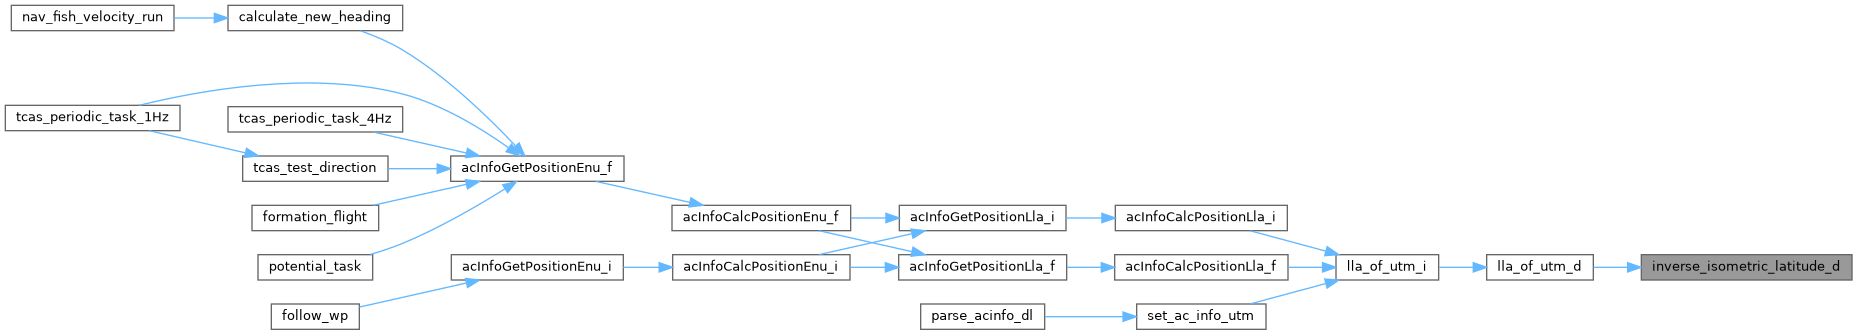 nav_fish_velocity_run
calculate_new_heading
tcas_periodic_task_1Hz
tcas_periodic_task_4Hz
tcas_test_direction
acInfoGetPositionEnu_f
formation_flight
acInfoCalcPositionEnu_f
acInfoGetPositionLla_i
acInfoCalcPositionLla_i
potential_task
acInfoGetPositionEnu_i
acInfoCalcPositionEnu_i
acInfoGetPositionLla_f
acInfoCalcPositionLla_f
lla_of_utm_i
lla_of_utm_d
inverse_isometric_latitude_d
follow_wp
parse_acinfo_dl
set_ac_info_utm